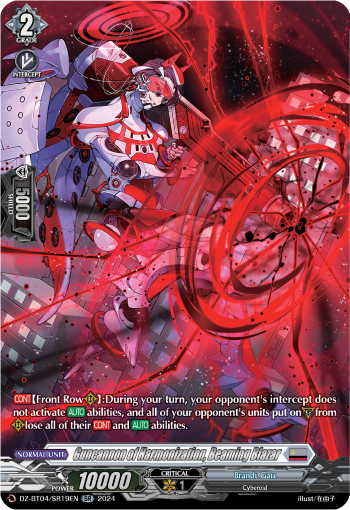 2
GRADE
INTERCEPT
5000
SHIELD
CONT【Front Row R】:During your turn, your opponent's intercept does
not activate AUTO abilities, and all of your opponent's units put on G from
R lose all of their CONT and AUTO abilities.
NORMAL UNIT
Guncannon of Harmonization, Beaming Blazar
POWER 10000
CRITICAL
1
Brandt Gate
Cyberoid
DZ-BT04/SR19EN SR 2024
illust/在由子